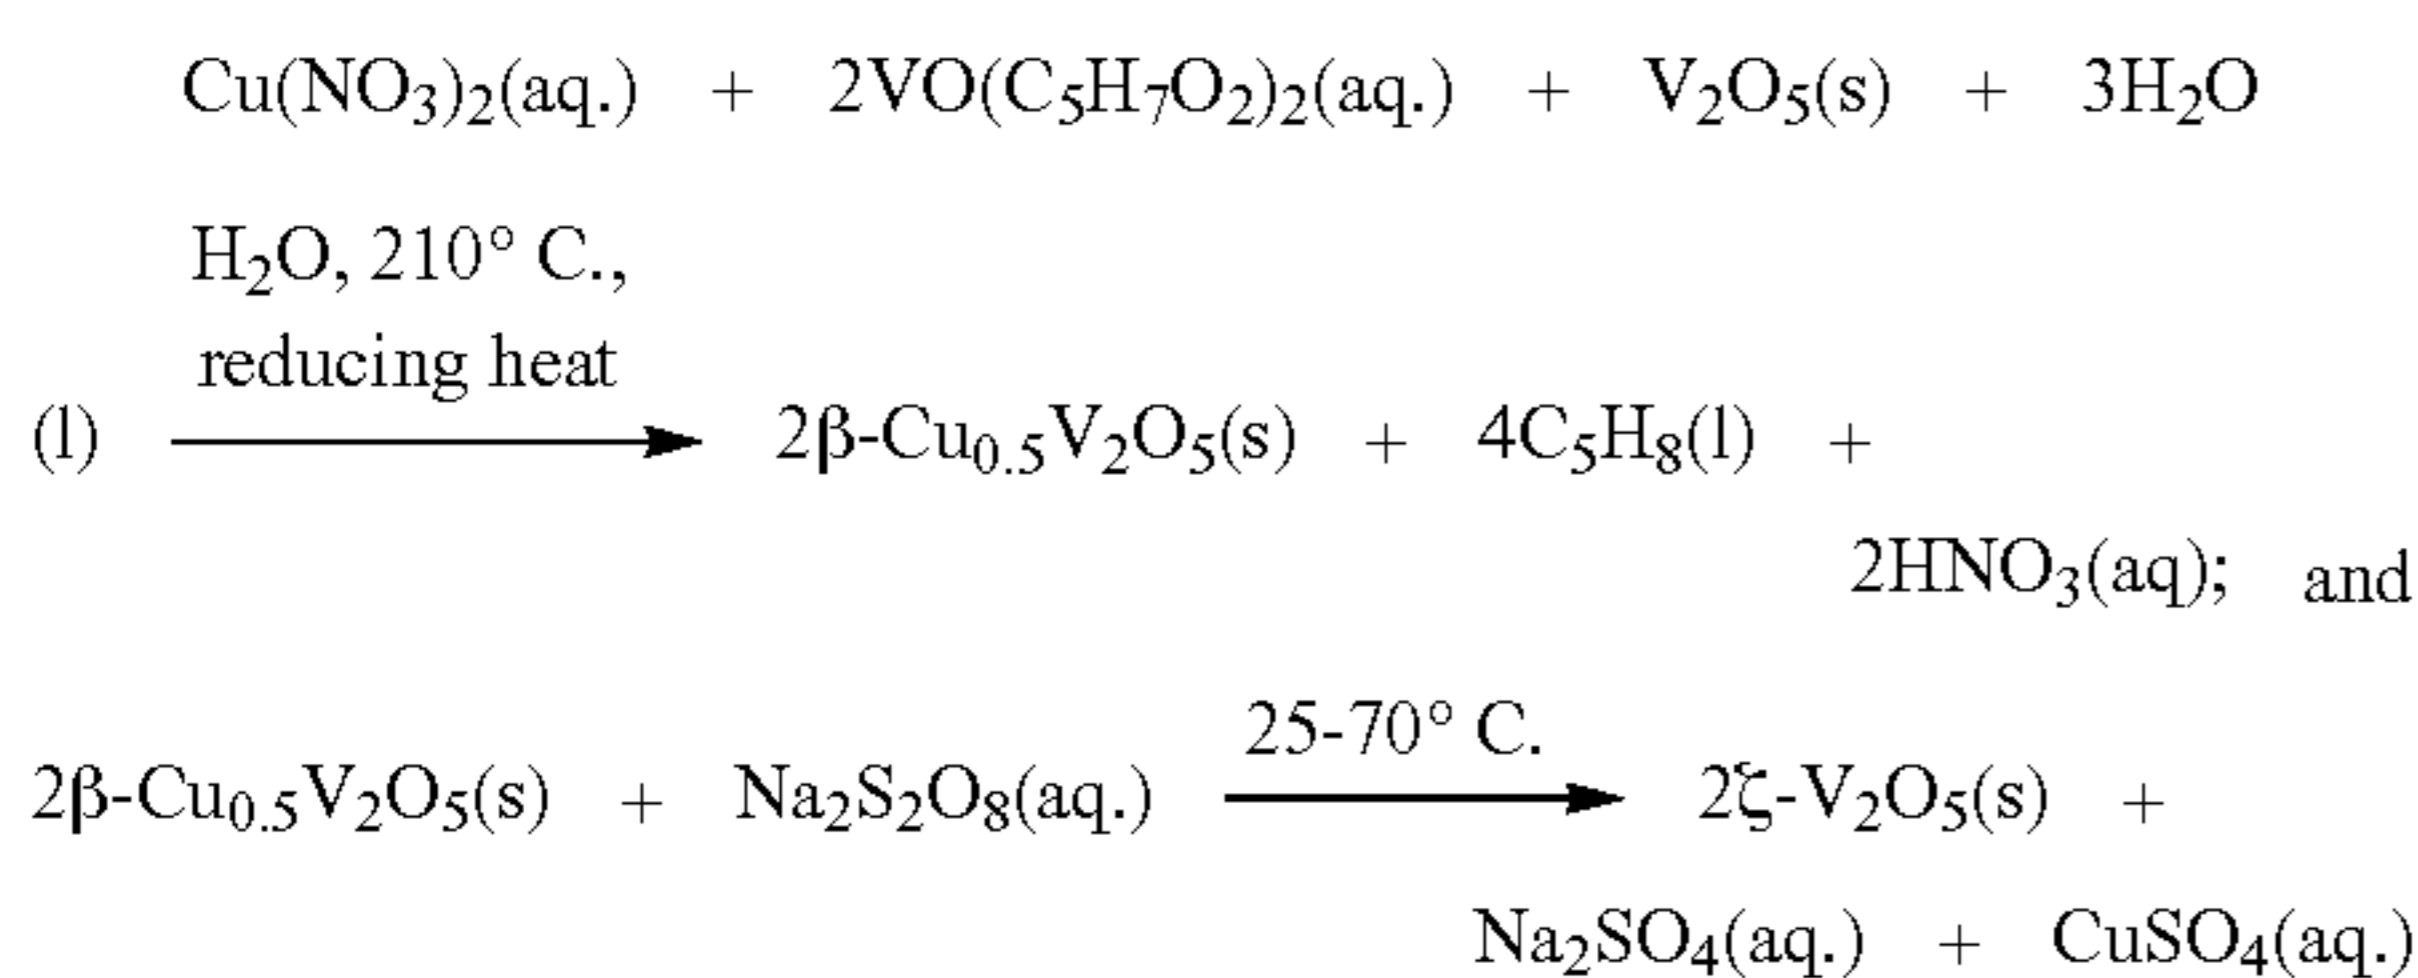 Cu(NO₃)₂(aq.) + 2VO(C₅H₇O₂)₂(aq.) + V₂O₅(s) + 3H₂O
H₂O, 210° C.,
reducing heat
(l) ⟶ 2β-Cu₀.₅V₂O₅(s) + 4C₅H₈(l) +
2HNO₃(aq); and
25-70° C.
2β-Cu₀.₅V₂O₅(s) + Na₂S₂O₈(aq.) ⟶ 2ζ-V₂O₅(s) +
Na₂SO₄(aq.) + CuSO₄(aq.)